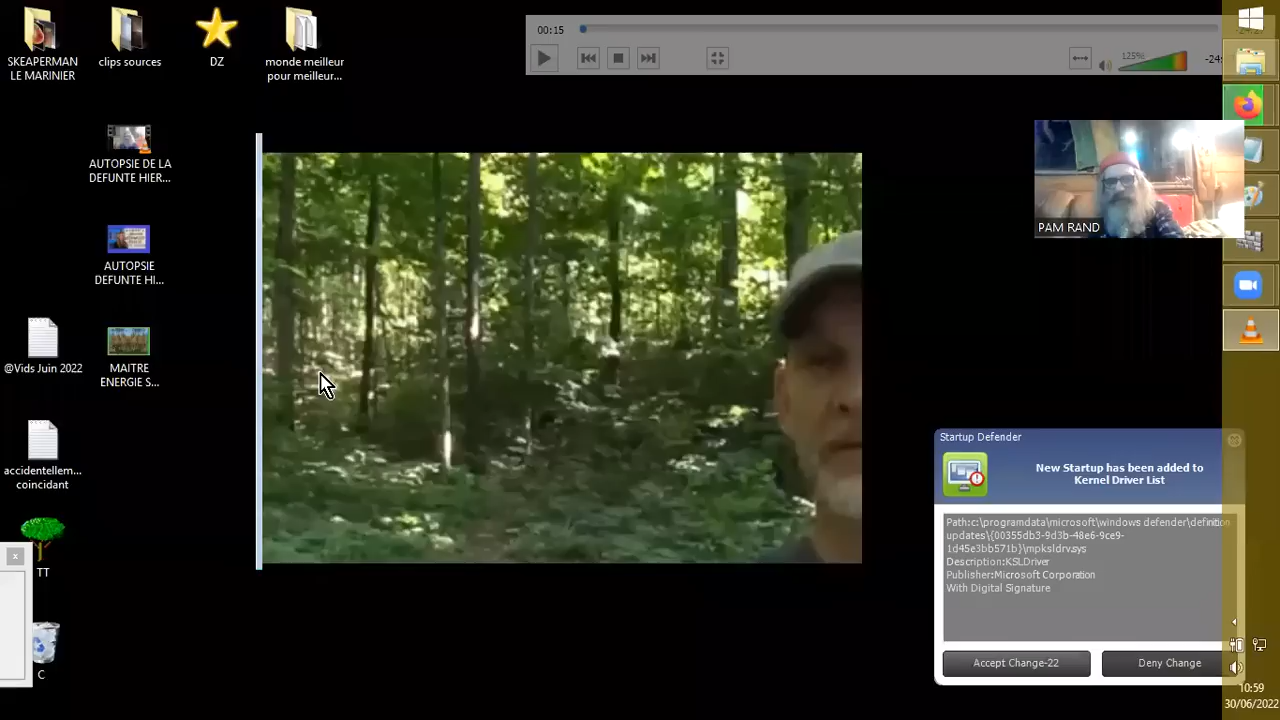 SKEAPERMAN
LE MARINIER
clips sources
DZ
monde meilleur
pour meilleur...
00:15
125%
AUTOPSIE DE LA
DEFUNTE HIER...
PAM RAND
AUTOPSIE
DEFUNTE HI...
@Vids Juin 2022
MAITRE
ENERGIE S...
accidentellem...
coincidant
TT
x
C
Startup Defender
New Startup has been added to
Kernel Driver List
Path:c:\programdata\microsoft\windows defender\definition
updates\{00355db3-9d3b-48e6-9ce9-
1d45e3bb571b}\mpksldrv.sys
Description:KSLDriver
Publisher:Microsoft Corporation
With Digital Signature
Accept Change-22
Deny Change
10:59
30/06/2022